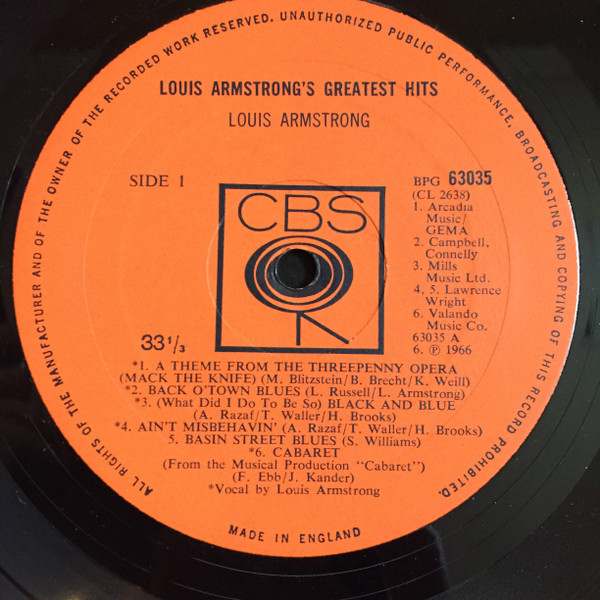 ALL RIGHTS OF THE MANUFACTURER AND OF THE OWNER OF THE RECORDED WORK RESERVED. UNAUTHORIZED PUBLIC PERFORMANCE, BROADCASTING AND COPYING OF THIS RECORD PROHIBITED.
LOUIS ARMSTRONG'S GREATEST HITS
LOUIS ARMSTRONG
SIDE 1
CBS
BPG 63035
(CL 2638)
1. Arcadia
Music/
GEMA
2. Campbell,
Connelly
3. Mills
Music Ltd.
4, 5. Lawrence
Wright
6. Valando
Music Co.
63035 A
6. ℗ 1966
33 1/3
*1. A THEME FROM THE THREEPENNY OPERA
(MACK THE KNIFE) (M. Blitzstein/B. Brecht/K. Weill)
*2. BACK O'TOWN BLUES (L. Russell/L. Armstrong)
*3. (What Did I Do To Be So) BLACK AND BLUE
(A. Razaf/T. Waller/H. Brooks)
*4. AIN'T MISBEHAVIN' (A. Razaf/T. Waller/H. Brooks)
5. BASIN STREET BLUES (S. Williams)
*6. CABARET
(From the Musical Production "Cabaret")
(F. Ebb/J. Kander)
*Vocal by Louis Armstrong
MADE IN ENGLAND